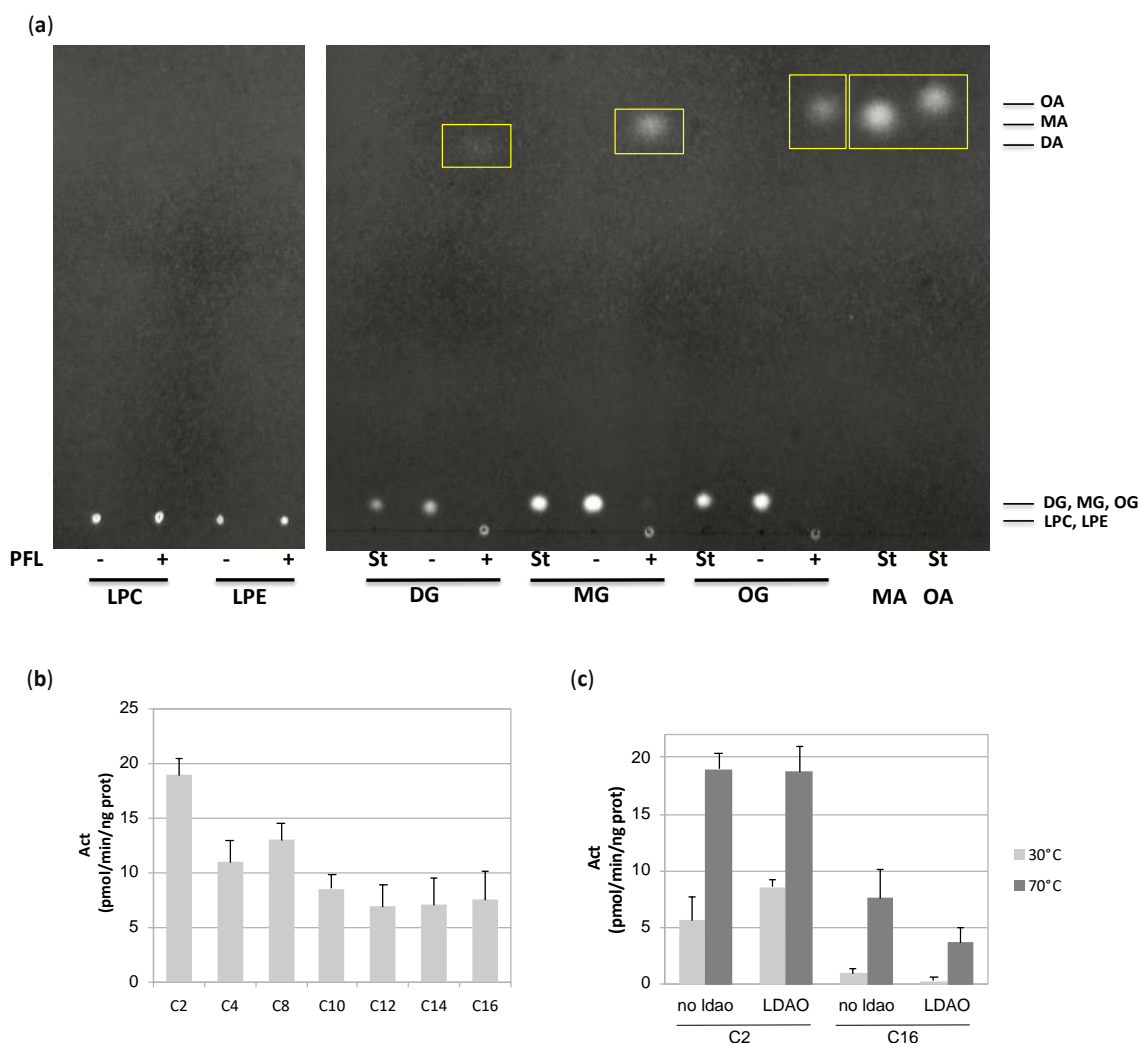 (a)
OA
MA
DA
DG, MG, OG
LPC, LPE
PFL - + - + St - + St - + St - + St St
LPC LPE DG MG OG MA OA
(b)
25
20
15
10
5
0
Act
(pmol/min/ng prot)
C2 C4 C8 C10 C12 C14 C16
(c)
20
15
10
5
0
Act
(pmol/min/ng prot)
30°C
70°C
no ldao LDAO no ldao LDAO
C2 C16